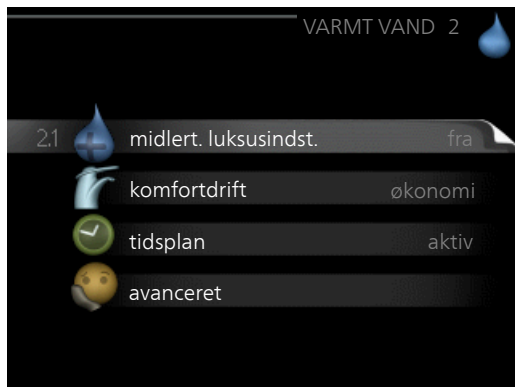 VARMT VAND 2
2.1 midlert. luksusindst. fra
komfortdrift økonomi
tidsplan aktiv
avanceret